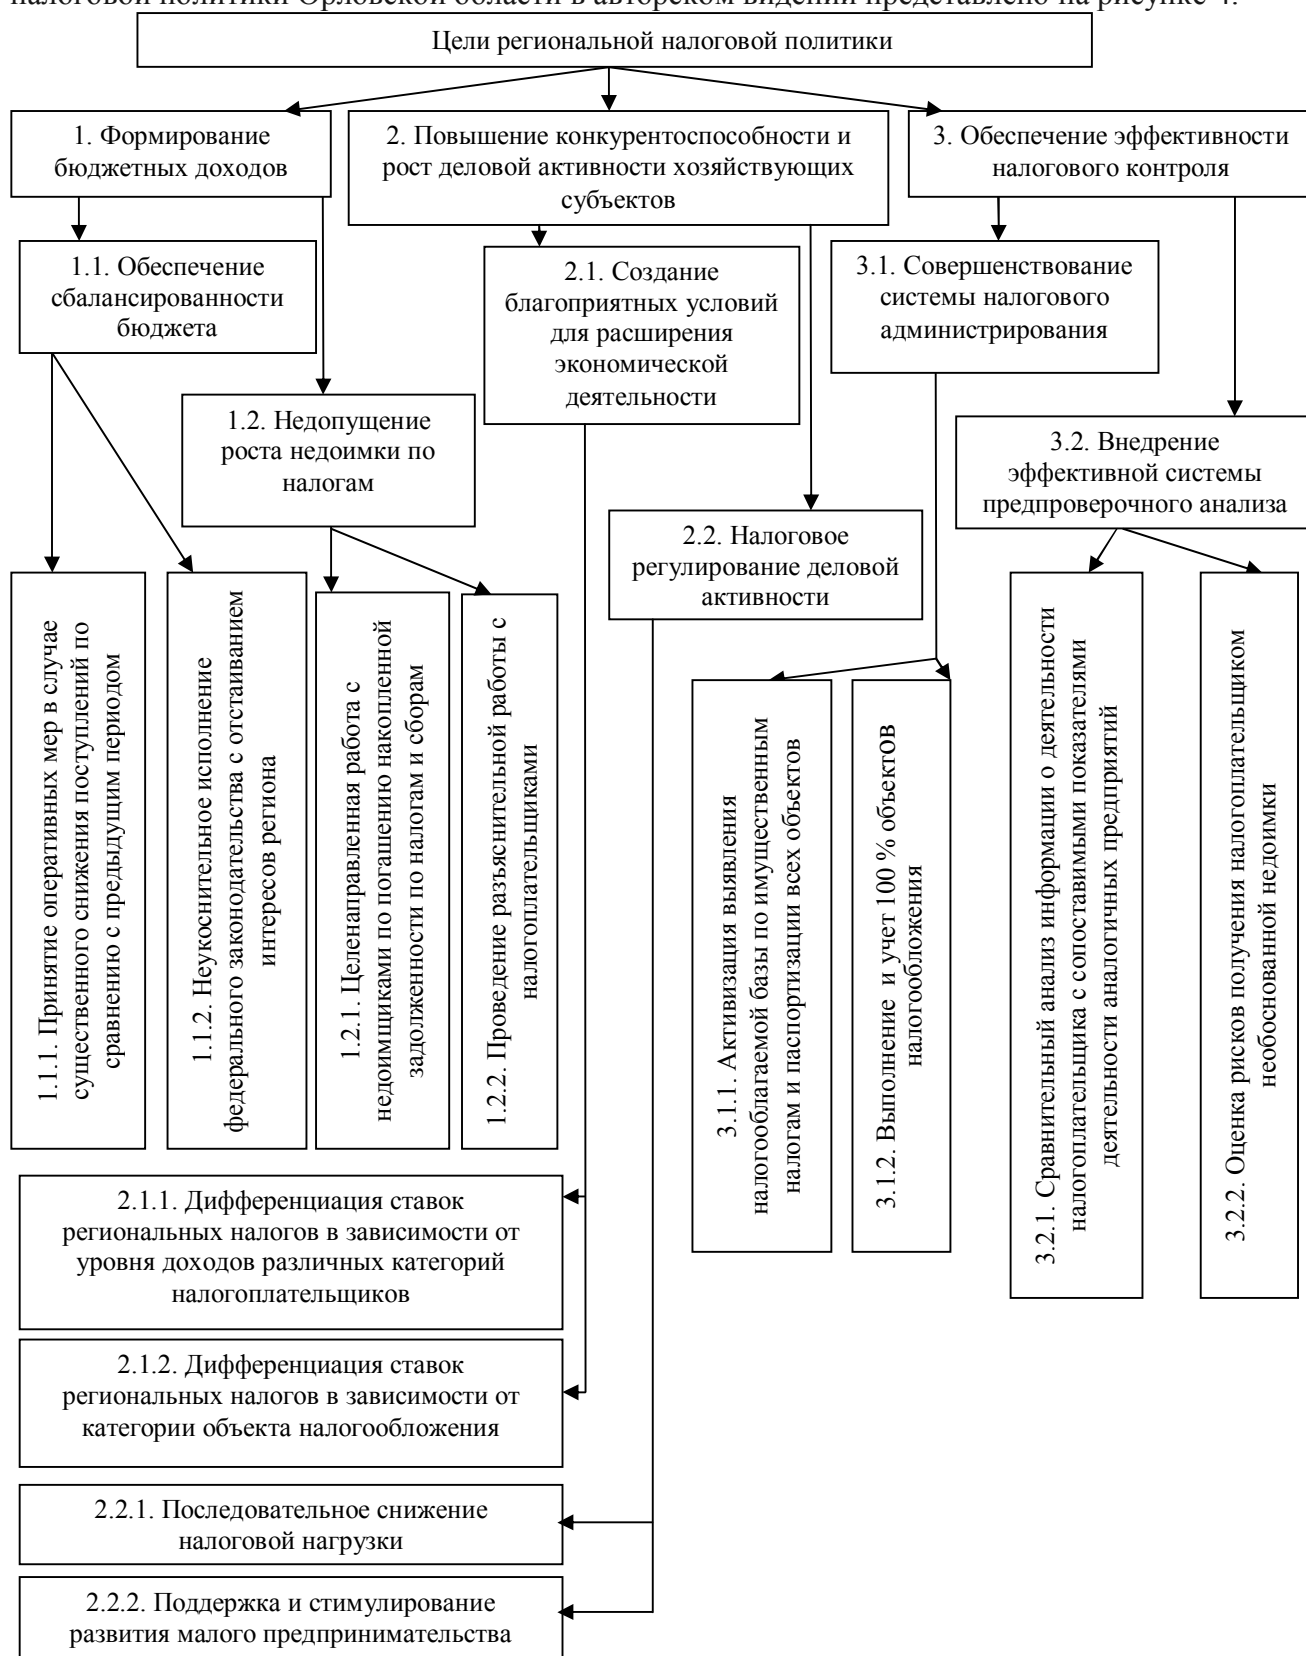 налоговой политики Орловской области в авторском видении представлено на рисунке 4.
Цели региональной налоговой политики
1. Формирование
бюджетных доходов
2. Повышение конкурентоспособности и
рост деловой активности хозяйствующих
субъектов
3. Обеспечение эффективности
налогового контроля
1.1. Обеспечение
сбалансированности
бюджета
2.1. Создание
благоприятных условий
для расширения
экономической
деятельности
3.1. Совершенствование
системы налогового
администрирования
1.2. Недопущение
роста недоимки по
налогам
3.2. Внедрение
эффективной системы
предпроверочного анализа
2.2. Налоговое
регулирование деловой
активности
1.1.1. Принятие оперативных мер в случае
существенного снижения поступлений по
сравнению с предыдущим периодом
1.1.2. Неукоснительное исполнение
федерального законодательства с отстаиванием
интересов региона
1.2.1. Целенаправленная работа с
недоимщиками по погашению накопленной
задолженности по налогам и сборам
1.2.2. Проведение разъяснительной работы с
налогоплательщиками
3.1.1. Активизация выявления
налогооблагаемой базы по имущественным
налогам и паспортизации всех объектов
3.1.2. Выполнение и учет 100 % объектов
налогообложения
3.2.1. Сравнительный анализ информации о деятельности
налогоплательщика с сопоставимыми показателями
деятельности аналогичных предприятий
3.2.2. Оценка рисков получения налогоплательщиком
необоснованной недоимки
2.1.1. Дифференциация ставок
региональных налогов в зависимости от
уровня доходов различных категорий
налогоплательщиков
2.1.2. Дифференциация ставок
региональных налогов в зависимости от
категории объекта налогообложения
2.2.1. Последовательное снижение
налоговой нагрузки
2.2.2. Поддержка и стимулирование
развития малого предпринимательства